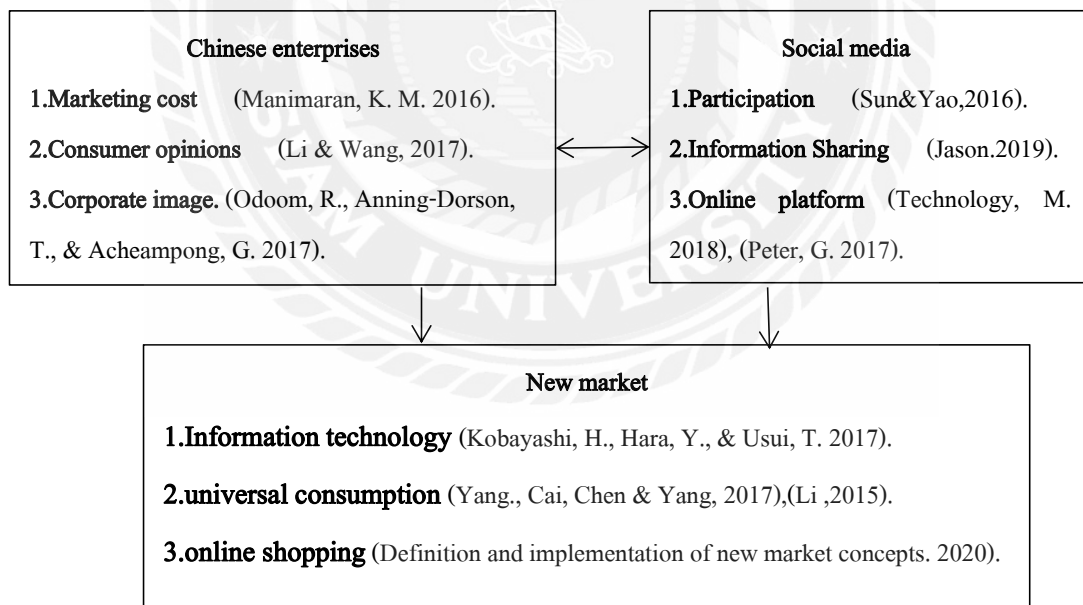 Chinese enterprises
1.Marketing cost (Manimaran, K. M. 2016).
2.Consumer opinions (Li & Wang, 2017).
3.Corporate image. (Odoom, R., Anning-Dorson,
T., & Acheampong, G. 2017).
Social media
1.Participation (Sun&Yao,2016).
2.Information Sharing (Jason.2019).
3.Online platform (Technology, M.
2018), (Peter, G. 2017).
SIAM UNIVERSITY
New market
1.Information technology (Kobayashi, H., Hara, Y., & Usui, T. 2017).
2.universal consumption (Yang., Cai, Chen & Yang, 2017),(Li ,2015).
3.online shopping (Definition and implementation of new market concepts. 2020).